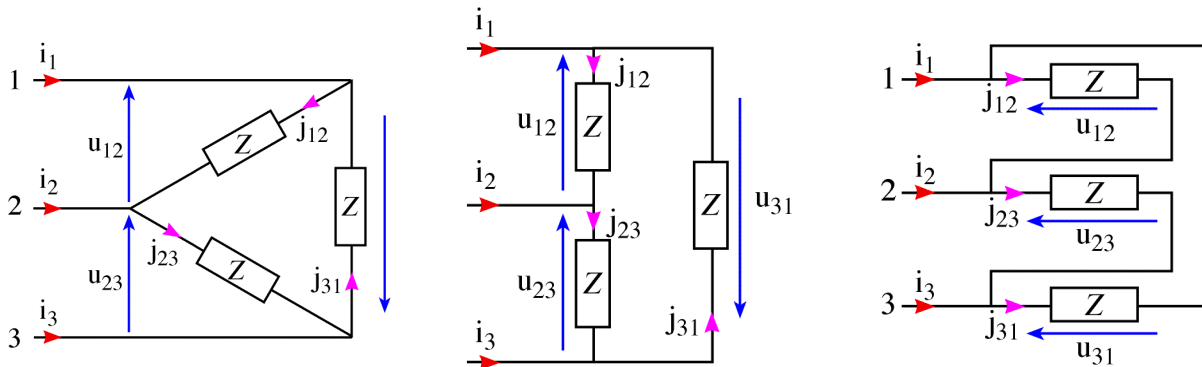 i₁
1
u₁₂
Z
j₁₂
i₂
2
Z
j₂₃
Z
u₂₃
j₃₁
i₃
3
i₁
j₁₂
u₁₂
Z
i₂
j₂₃
Z
u₃₁
u₂₃
Z
j₃₁
i₃
i₁
1
Z
j₁₂
u₁₂
i₂
2
Z
j₂₃
u₂₃
i₃
3
Z
j₃₁
u₃₁